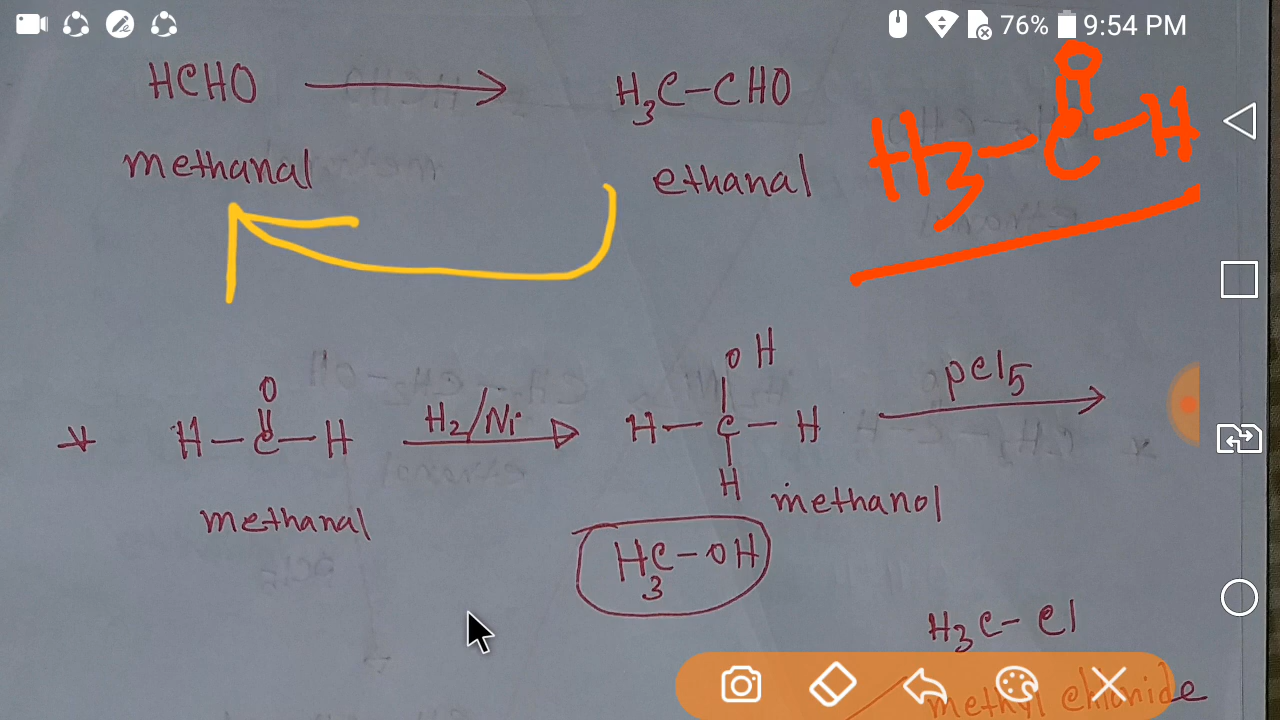 76% 9:54 PM
HCHO → H3C-CHO
methanal ethanal
O
H3-C-H
O
H-C-H H2/Ni → 
OH
H-C-H
H
PCl5 →
methanal methanol
H3C-OH
H3C-Cl
methyl chloride